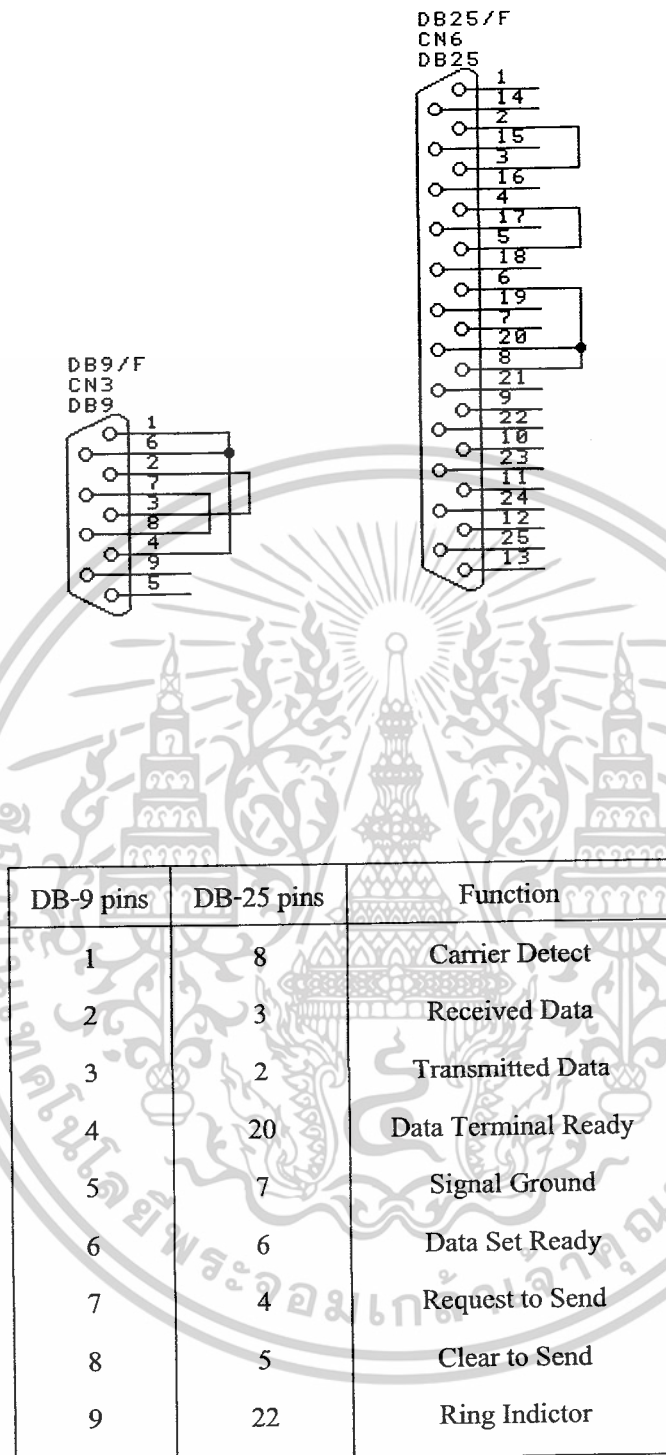 DB25/F
CN6
DB25
1
14
2
15
3
16
4
17
5
18
6
19
7
20
8
21
9
22
10
23
11
24
12
25
13
DB9/F
CN3
DB9
1
6
2
7
3
8
4
9
5
DB-9 pins DB-25 pins Function
1 8 Carrier Detect
2 3 Received Data
3 2 Transmitted Data
4 20 Data Terminal Ready
5 7 Signal Ground
6 6 Data Set Ready
7 4 Request to Send
8 5 Clear to Send
9 22 Ring Indictor